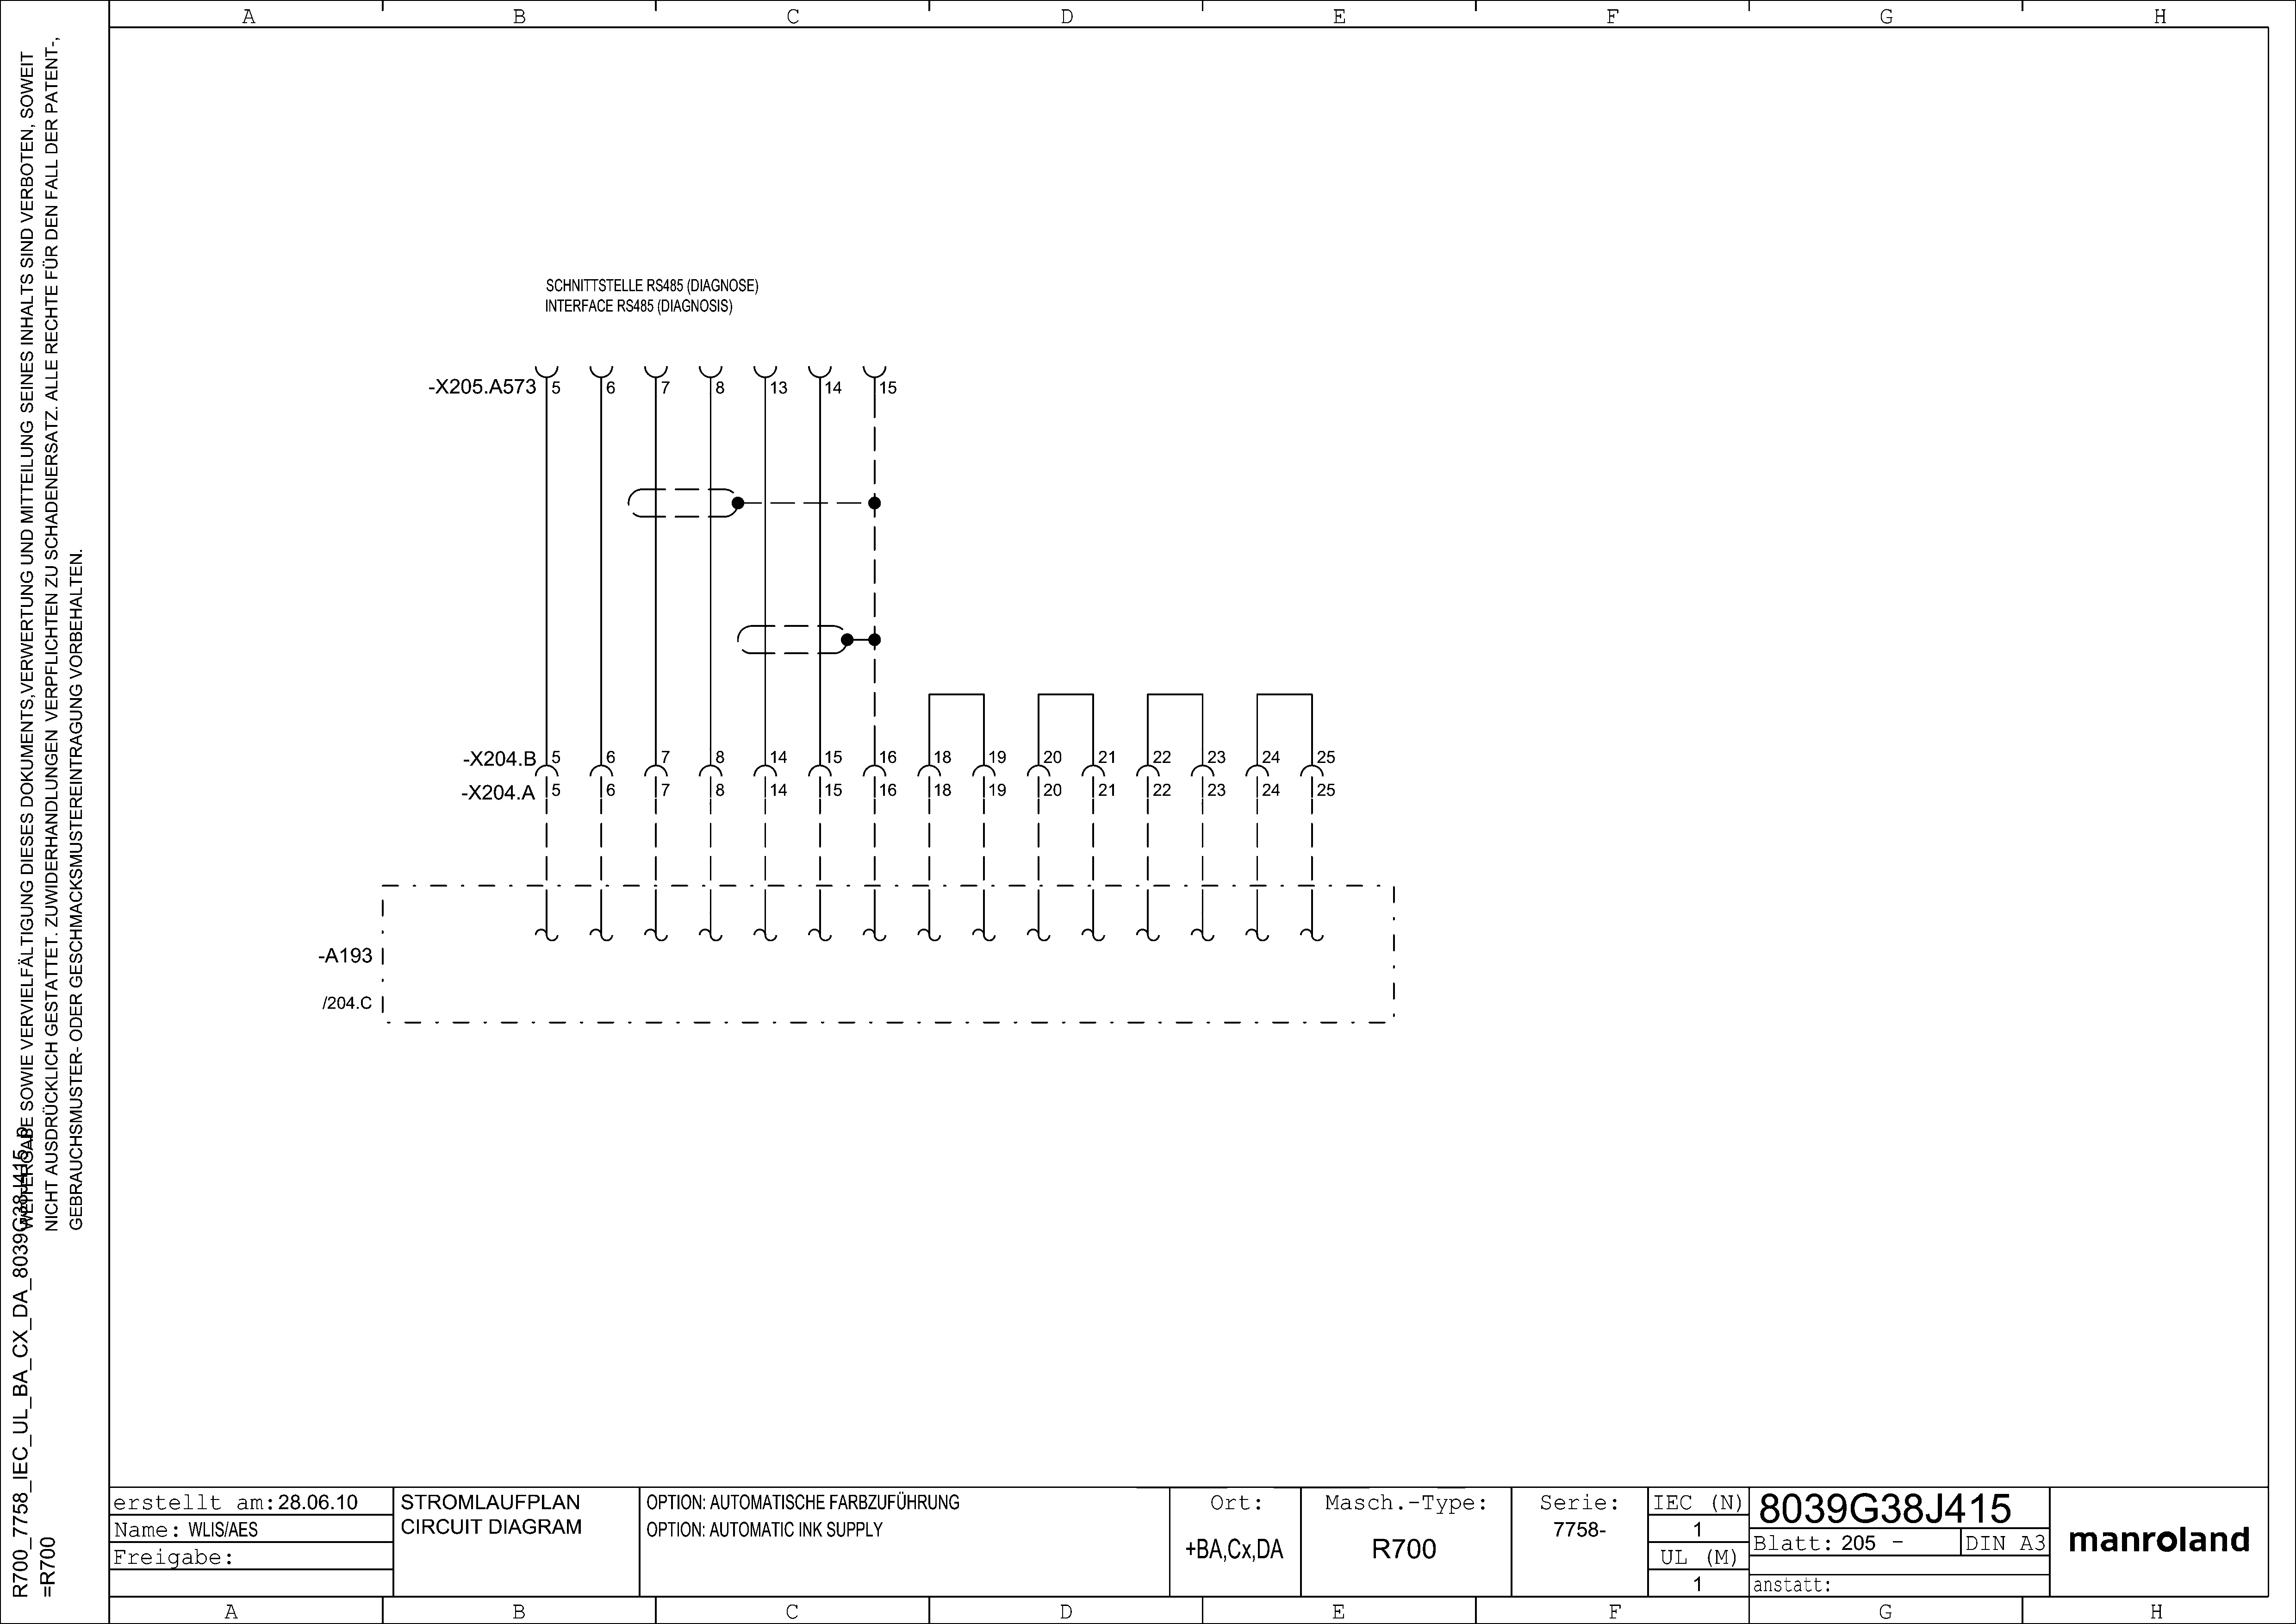 A B C D E F G H
WEITERGABE SOWIE VERVIELFÄLTIGUNG DIESES DOKUMENTS,VERWERTUNG UND MITTEILUNG SEINES INHALTS SIND VERBOTEN, SOWEIT
NICHT AUSDRÜCKLICH GESTATTET. ZUWIDERHANDLUNGEN VERPFLICHTEN ZU SCHADENERSATZ. ALLE RECHTE FÜR DEN FALL DER PATENT-,
GEBRAUCHSMUSTER- ODER GESCHMACKSMUSTEREINTRAGUNG VORBEHALTEN.
R700_7758_IEC_UL_BA_CX_DA_8039G38J415_p
=R700
SCHNITTSTELLE RS485 (DIAGNOSE)
INTERFACE RS485 (DIAGNOSIS)
-X205.A573 5 6 7 8 13 14 15
-X204.B 5 6 7 8 14 15 16 18 19 20 21 22 23 24 25
-X204.A 5 6 7 8 14 15 16 18 19 20 21 22 23 24 25
-A193
/204.C
erstellt am: 28.06.10
Name: WLIS/AES
Freigabe:
STROMLAUFPLAN
CIRCUIT DIAGRAM
OPTION: AUTOMATISCHE FARBZUFÜHRUNG
OPTION: AUTOMATIC INK SUPPLY
Ort:
+BA,Cx,DA
Masch.-Type:
R700
Serie:
7758-
IEC (N)
1
UL (M)
1
8039G38J415
Blatt: 205 - DIN A3
anstatt:
manroland
A B C D E F G H